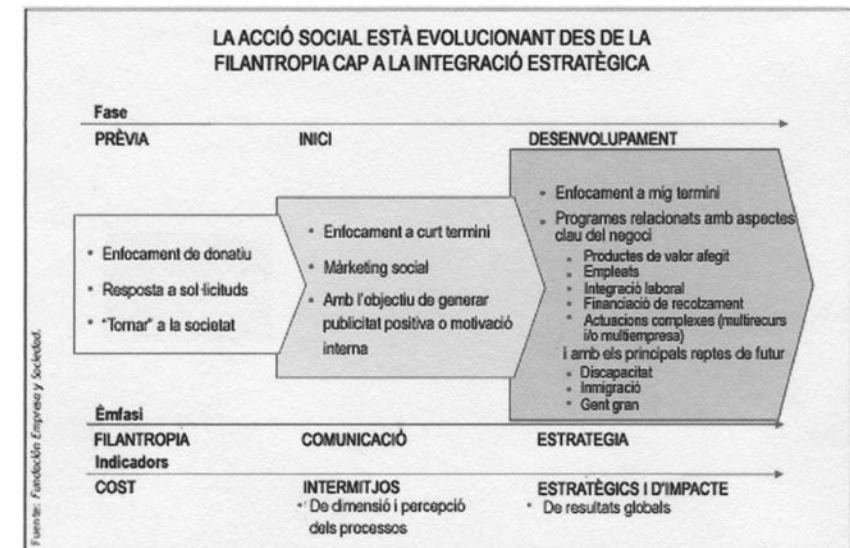 LA ACCIÓ SOCIAL ESTÀ EVOLUCIONANT DES DE LA
FILANTROPIA CAP A LA INTEGRACIÓ ESTRATÈGICA
Fase
PRÈVIA
INICI
DESENVOLUPAMENT
• Enfocament de donatiu
• Resposta a sol·licituds
• "Tornar" a la societat
• Enfocament a curt termini
• Màrketing social
• Amb l'objectiu de generar
publicitat positiva o motivació
interna
• Enfocament a mig termini
• Programes relacionats amb aspectes
clau del negoci
• Productes de valor afegit
• Empleats
• Integració laboral
• Financiació de recotzament
• Actuacions complexes (multirecurs
i/o multiempresa)
i amb els principals reptes de futur
• Discapacitat
• Inmigració
• Gent gran
Èmfasi
FILANTROPIA
COMUNICACIÓ
ESTRATEGIA
Indicadors
COST
INTERMITJOS
• De dimensió i percepció
dels processos
ESTRATÈGICS I D'IMPACTE
• De resultats globals
Fuente: Fundación Empresa y Sociedad.